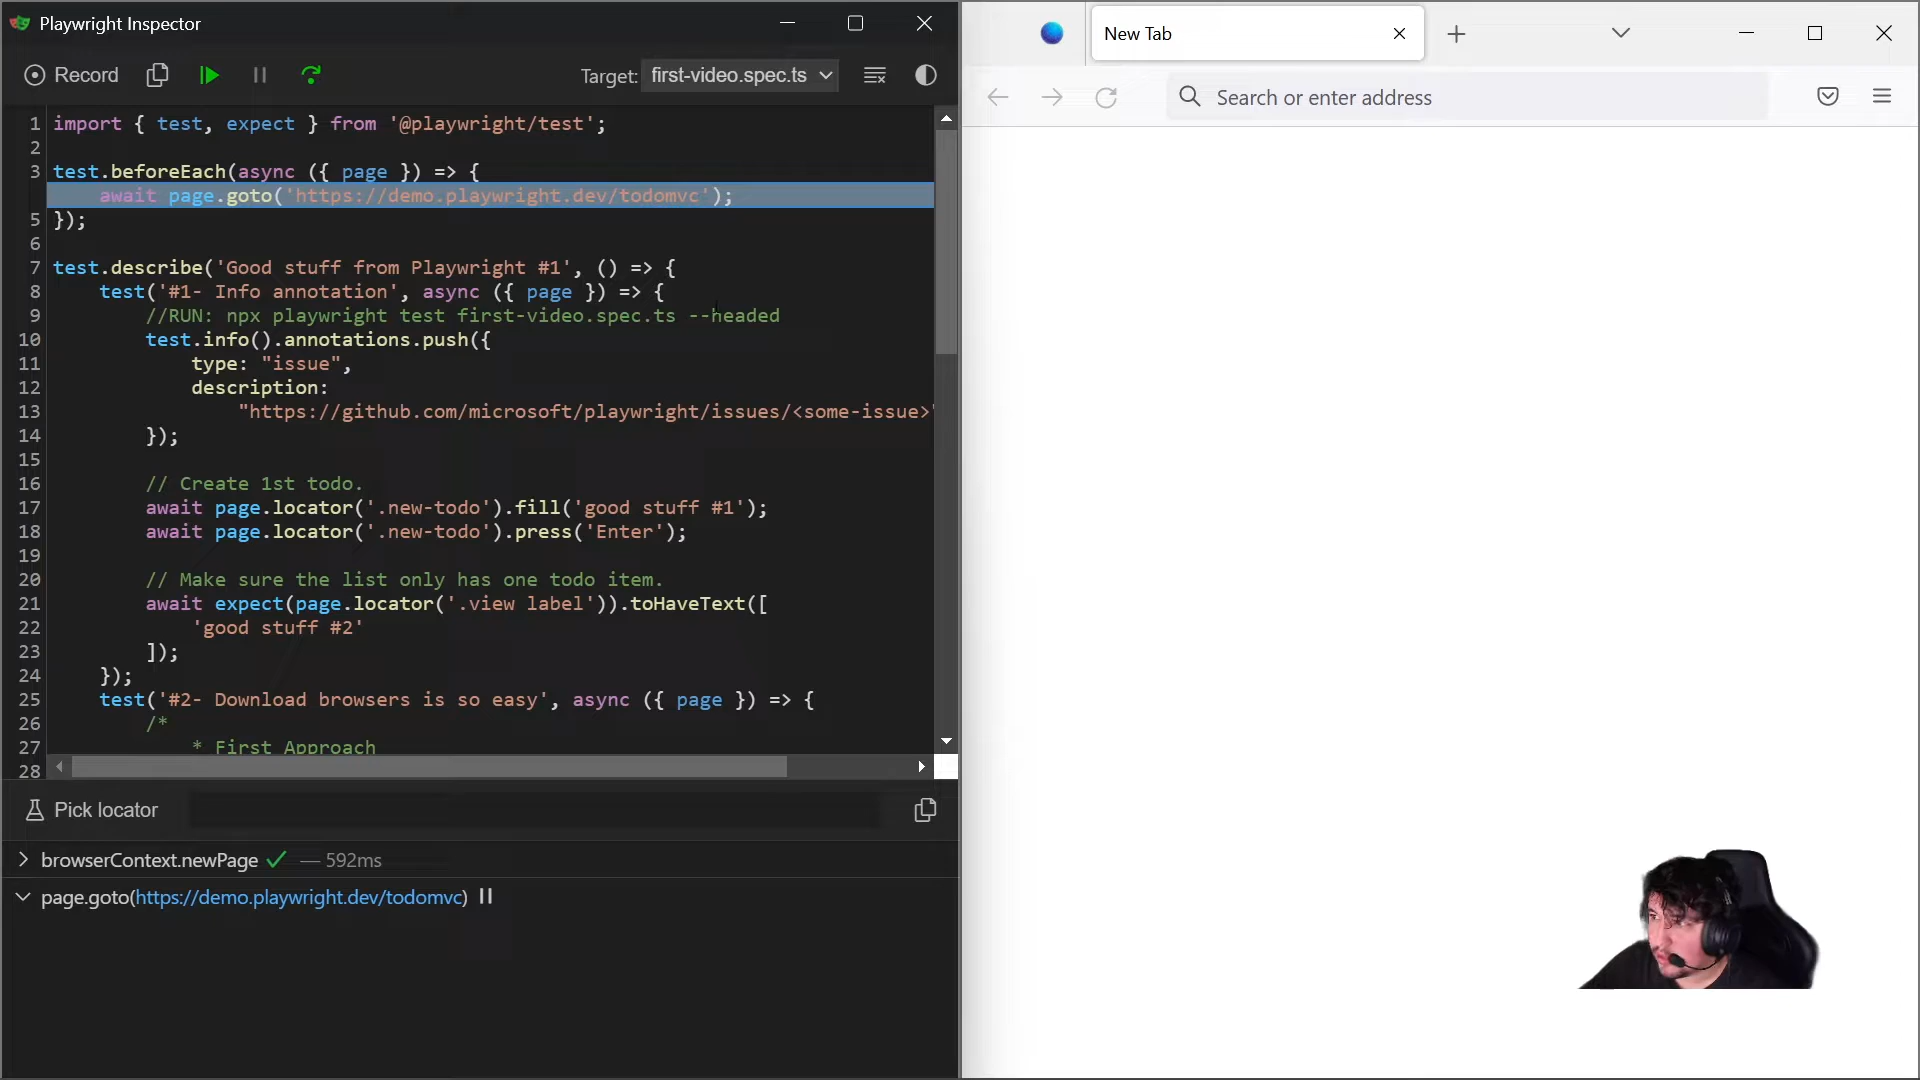 Playwright Inspector
Record
Target: first-video.spec.ts
1 import { test, expect } from '@playwright/test';
2
3 test.beforeEach(async ({ page }) => {
await page.goto('https://demo.playwright.dev/todomvc');
5 });
6
7 test.describe('Good stuff from Playwright #1', () => {
8 test('#1- Info annotation', async ({ page }) => {
9 //RUN: npx playwright test first-video.spec.ts --headed
10 test.info().annotations.push({
11 type: "issue",
12 description:
13 "https://github.com/microsoft/playwright/issues/<some-issue>"
14 });
15
16 // Create 1st todo.
17 await page.locator('.new-todo').fill('good stuff #1');
18 await page.locator('.new-todo').press('Enter');
19
20 // Make sure the list only has one todo item.
21 await expect(page.locator('.view label')).toHaveText([
22 'good stuff #2'
23 ]);
24 });
25 test('#2- Download browsers is so easy', async ({ page }) => {
26 /*
27 * First Approach
28
Pick locator
browserContext.newPage ✓ — 592ms
page.goto(https://demo.playwright.dev/todomvc)
New Tab
Search or enter address